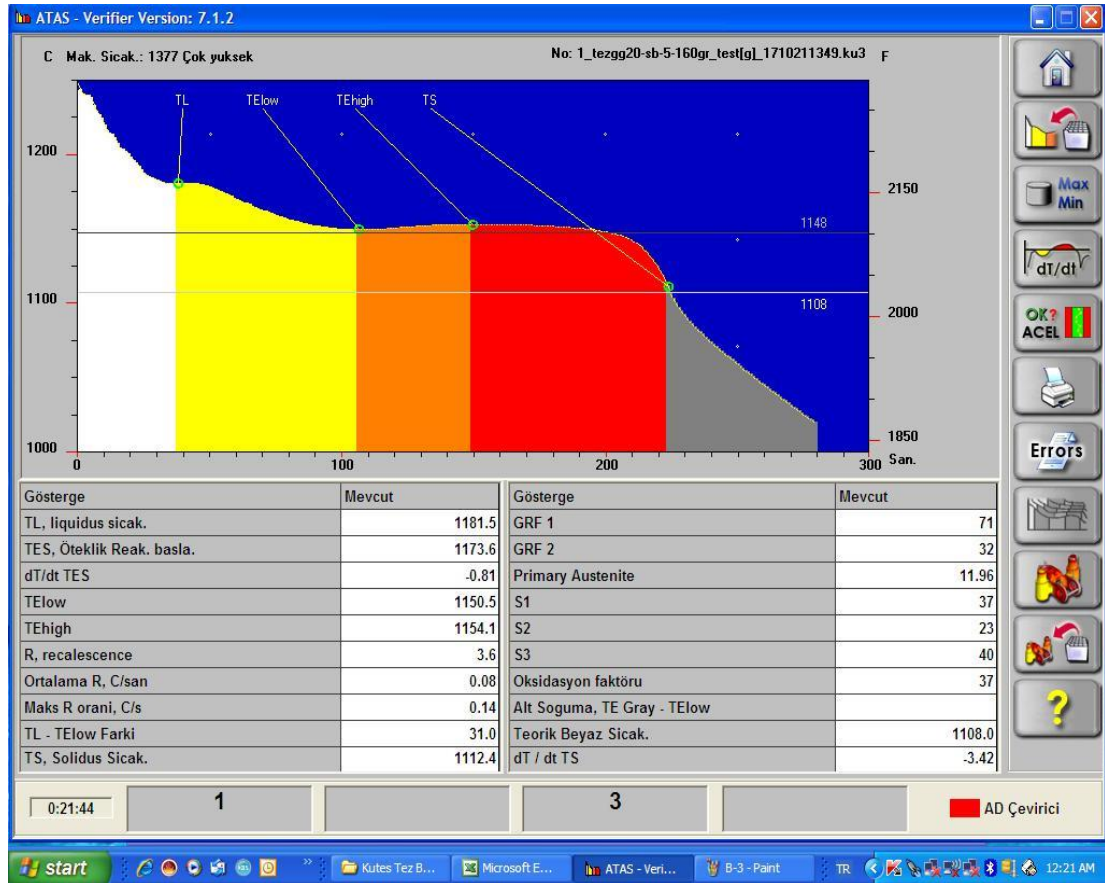 ATAS - Verifier Version: 7.1.2
C Mak. Sicak.: 1377 Çok yuksek
No: 1_tezgg20-sb-5-160gr_test[g]_1710211349.ku3 F
TL TElow TEhigh TS
1200
2150
1148
1100
1108
2000
1000
1850
0 100 200 300 San.
Max
Min
dT/dt
OK?
ACEL
Errors
?
Gösterge Mevcut Gösterge Mevcut
TL, liquidus sicak. 1181.5 GRF 1 71
TES, Öteklik Reak. basla. 1173.6 GRF 2 32
dT/dt TES -0.81 Primary Austenite 11.96
TElow 1150.5 S1 37
TEhigh 1154.1 S2 23
R, recalescence 3.6 S3 40
Ortalama R, C/san 0.08 Oksidasyon faktöru 37
Maks R orani, C/s 0.14 Alt Soguma, TE Gray - TElow
TL - TElow Farki 31.0 Teorik Beyaz Sicak. 1108.0
TS, Solidus Sicak. 1112.4 dT / dt TS -3.42
0:21:44 1 3 AD Çevirici
start Kutes Tez B... Microsoft E... ATAS - Veri... B-3 - Paint TR 12:21 AM